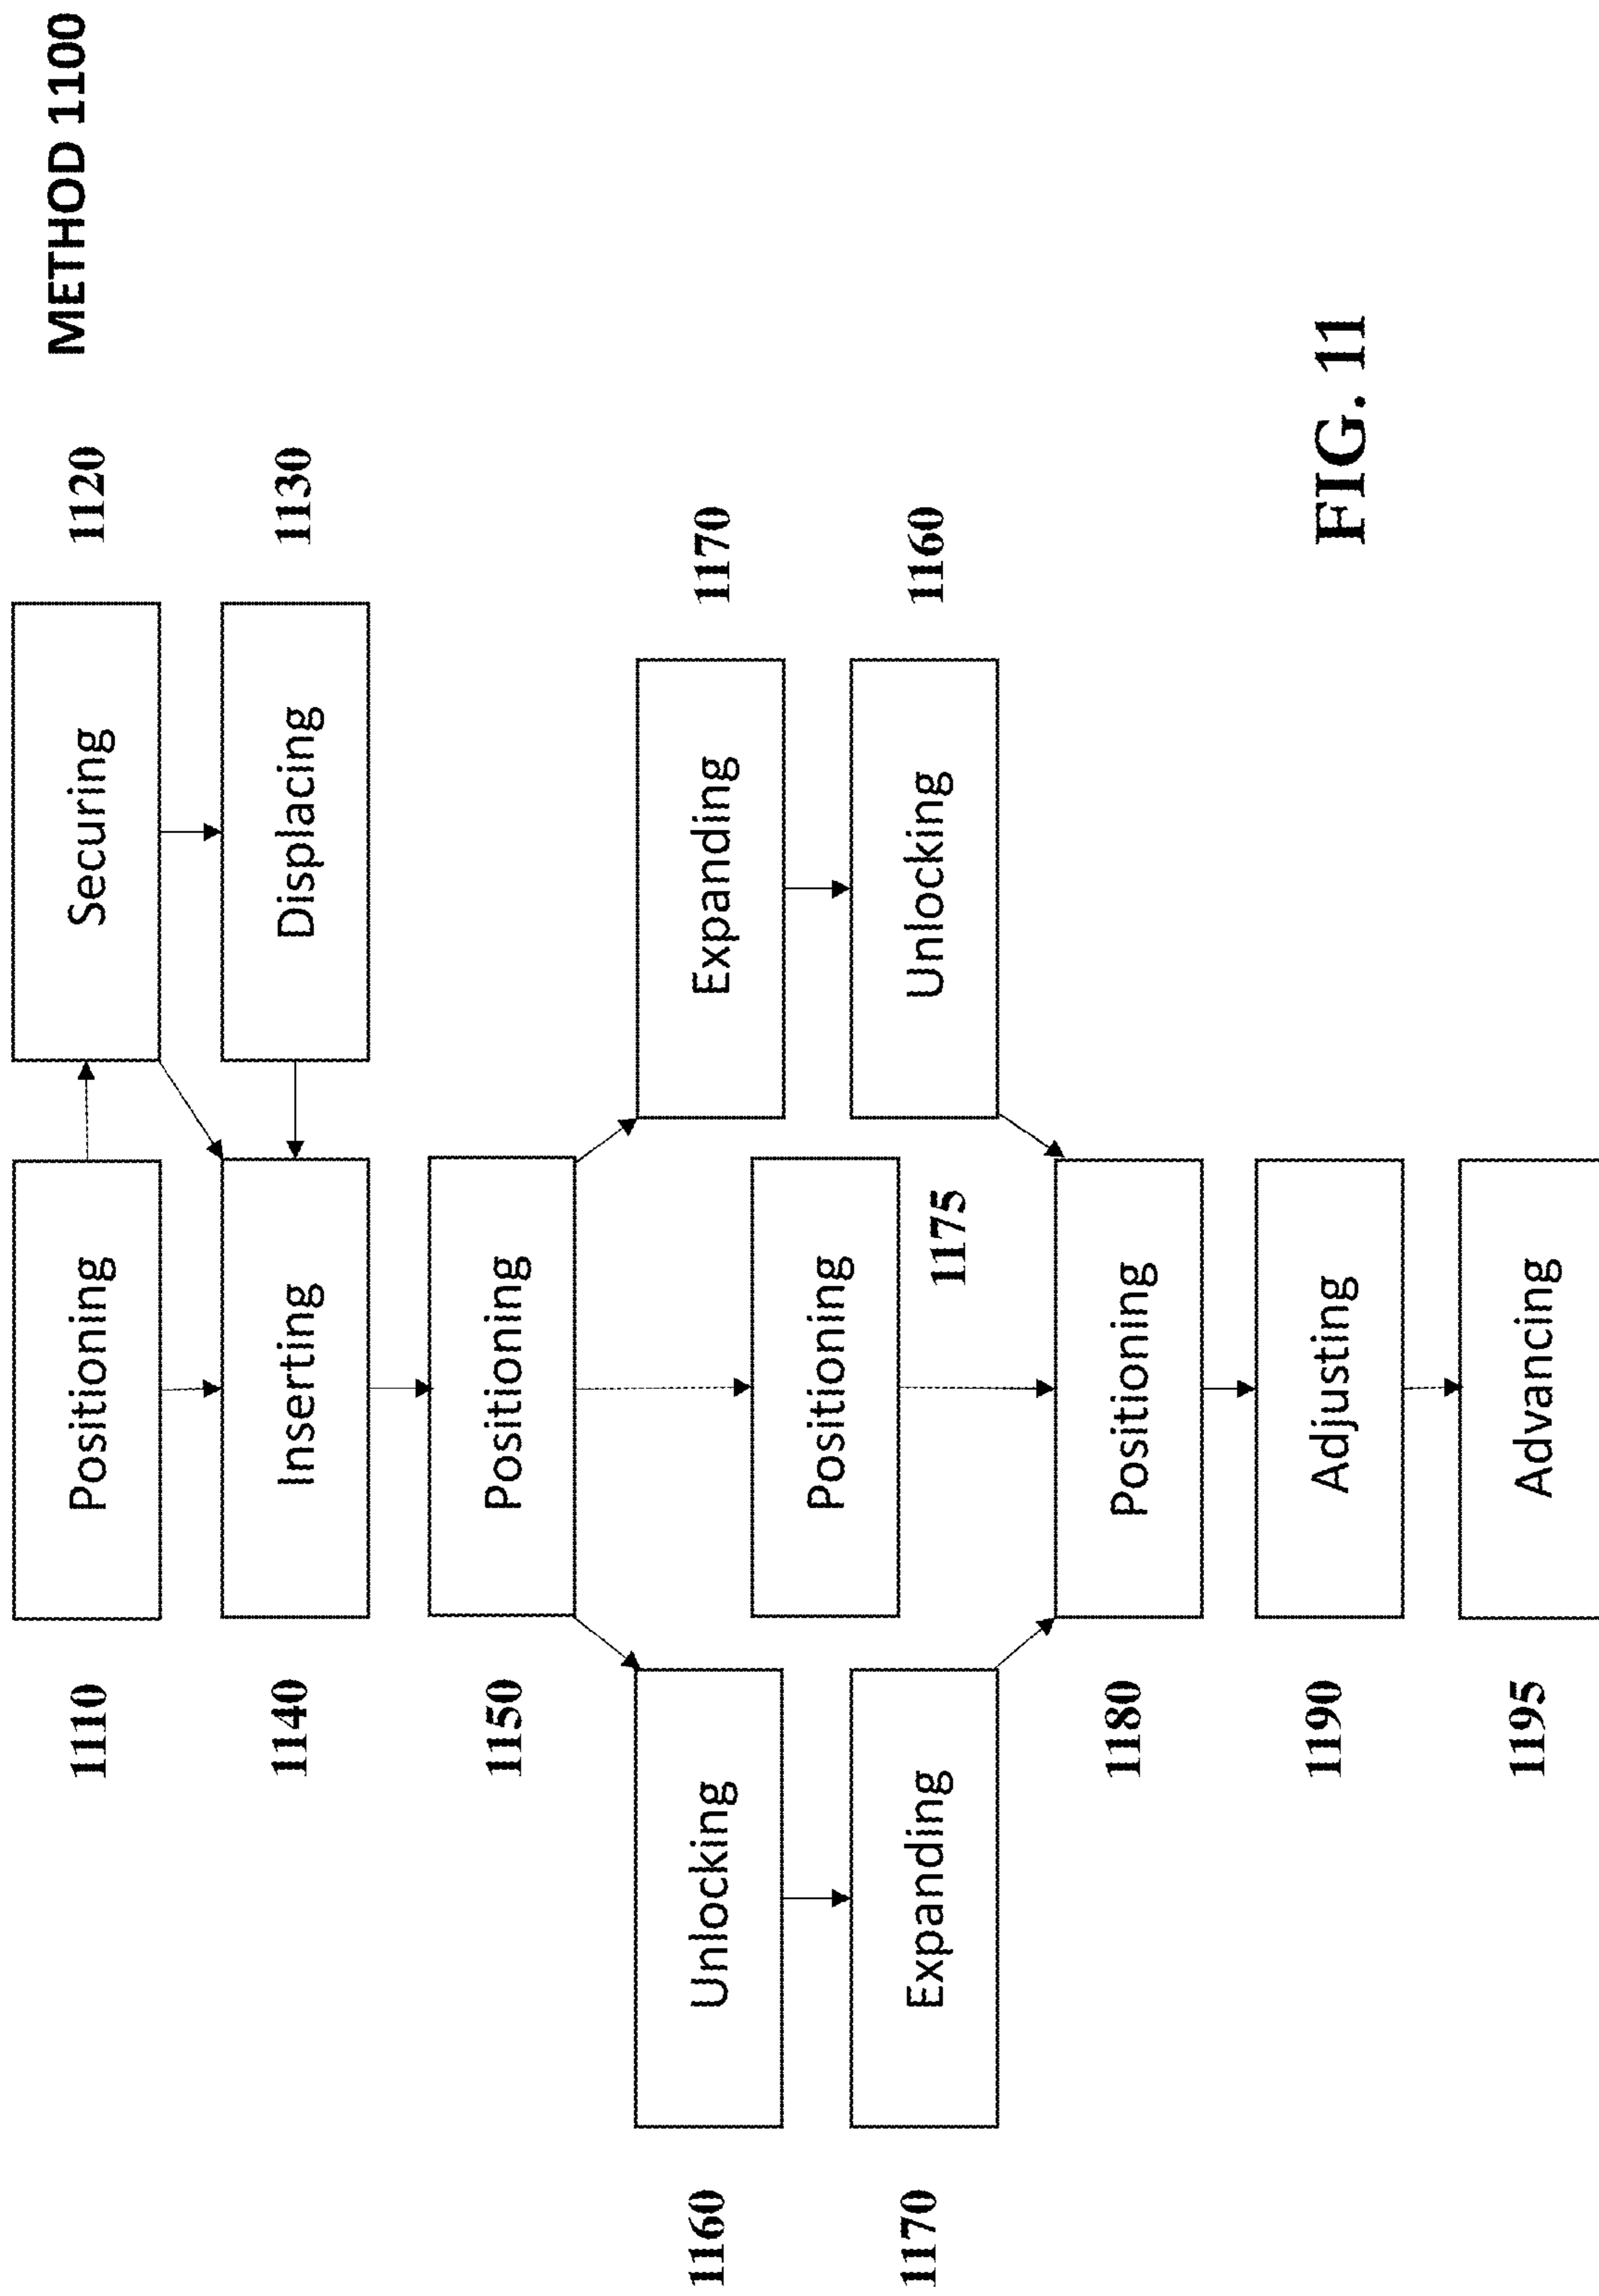 METHOD 1100
1110
Positioning
Securing
1120
1140
Inserting
Displacing
1130
1150
Positioning
1160
Unlocking
Expanding
1170
Positioning
1175
1170
Expanding
Unlocking
1160
1180
Positioning
1190
Adjusting
1195
Advancing
FIG. 11